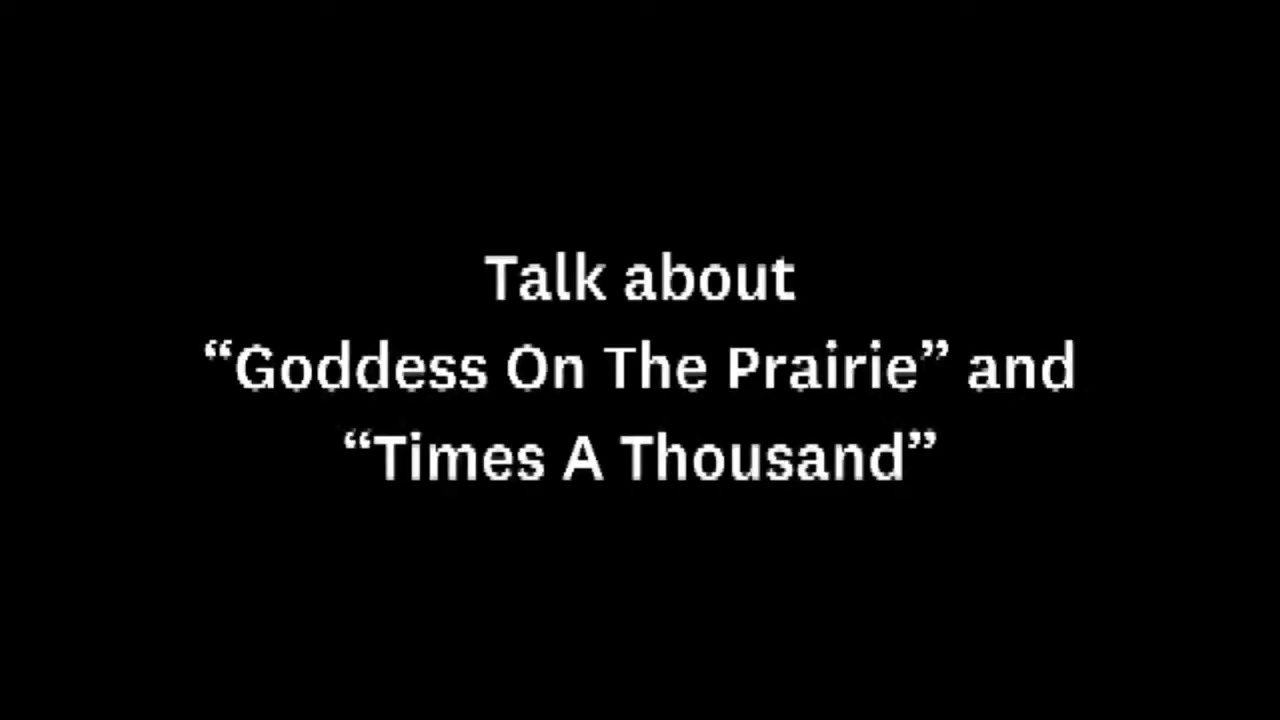 Talk about
“Goddess On The Prairie” and
“Times A Thousand”